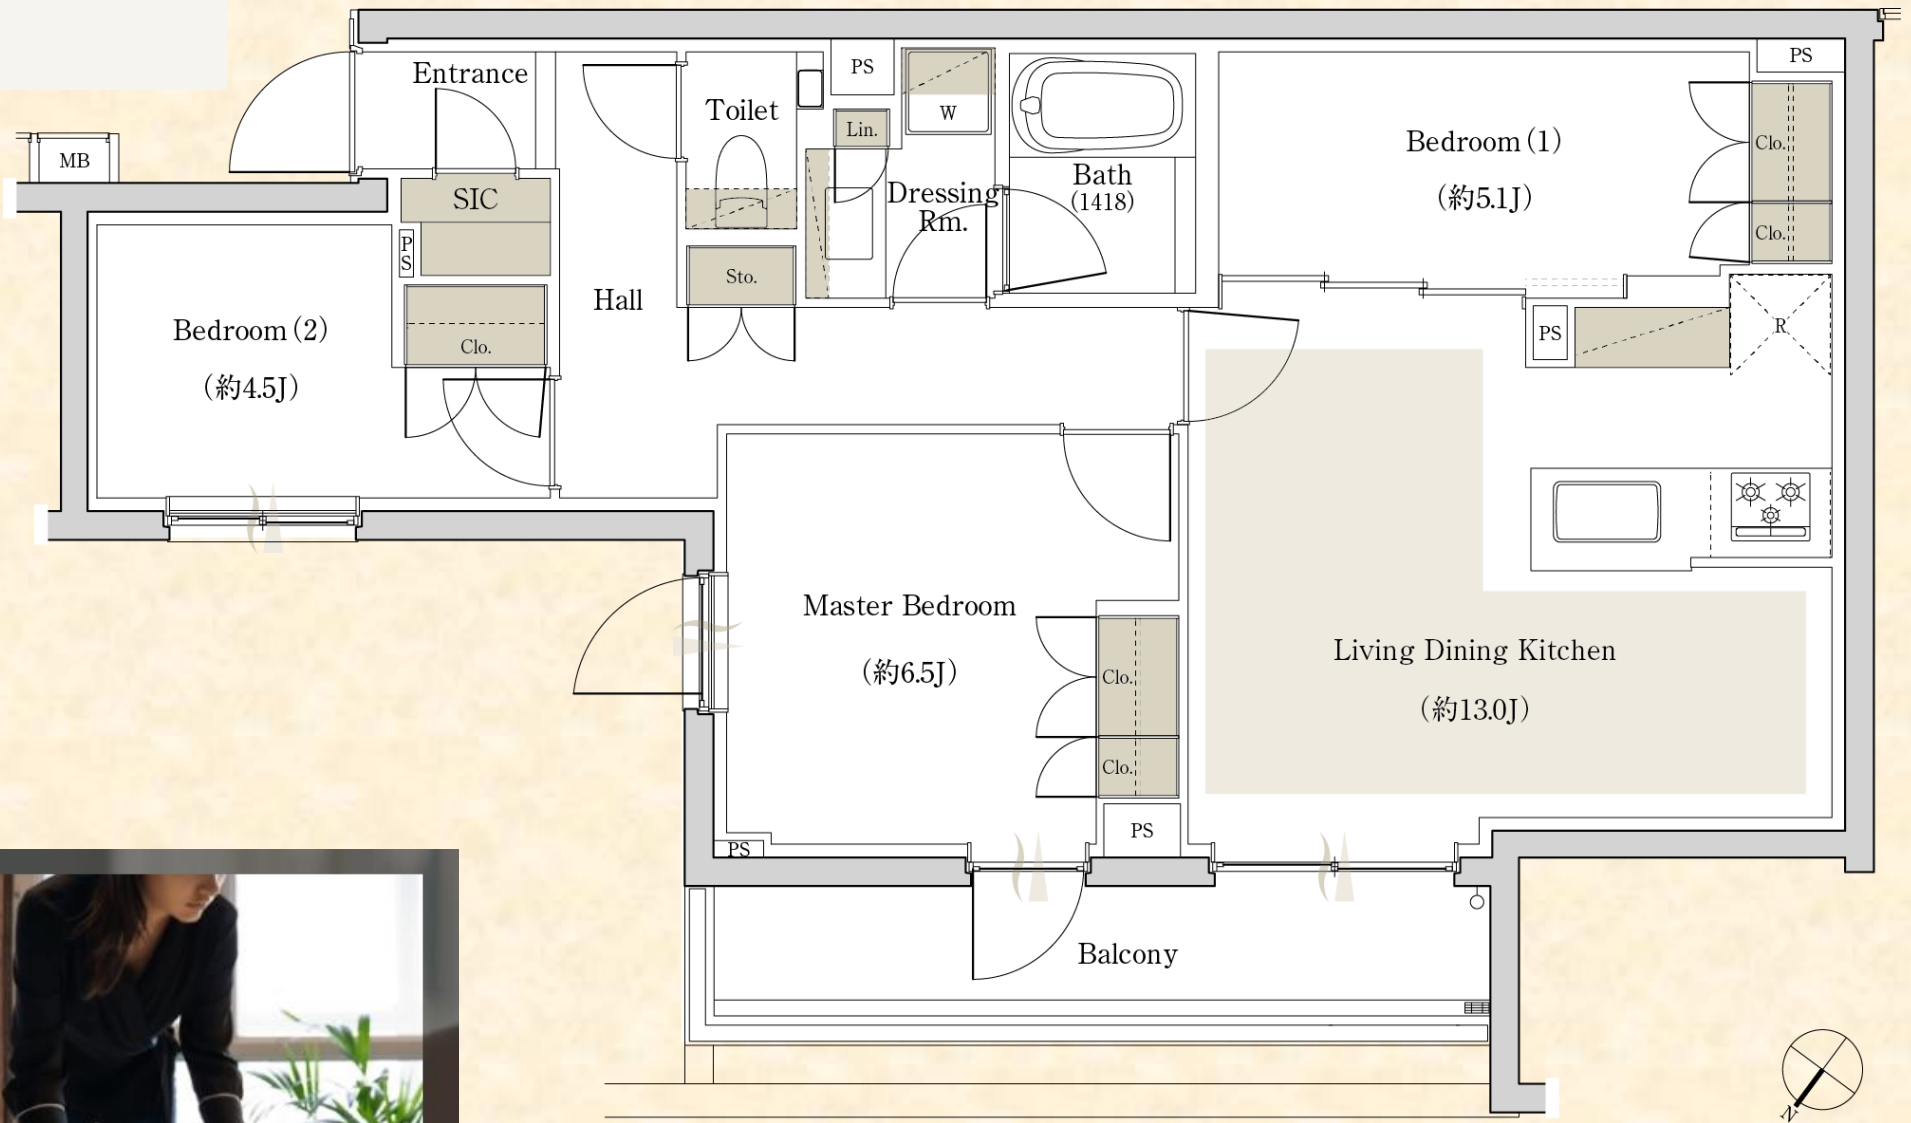 Entrance
PS
PS
Toilet
W
Lin.
MB
Bedroom(1)
(約5.1J)
Clo.
Clo.
SIC
Dressing
Rm.
Bath
(1418)
P
S
Sto.
Hall
Bedroom(2)
(約4.5J)
Clo.
PS
R
Master Bedroom
(約6.5J)
Clo.
Clo.
Living Dining Kitchen
(約13.0J)
PS
PS
Balcony
N